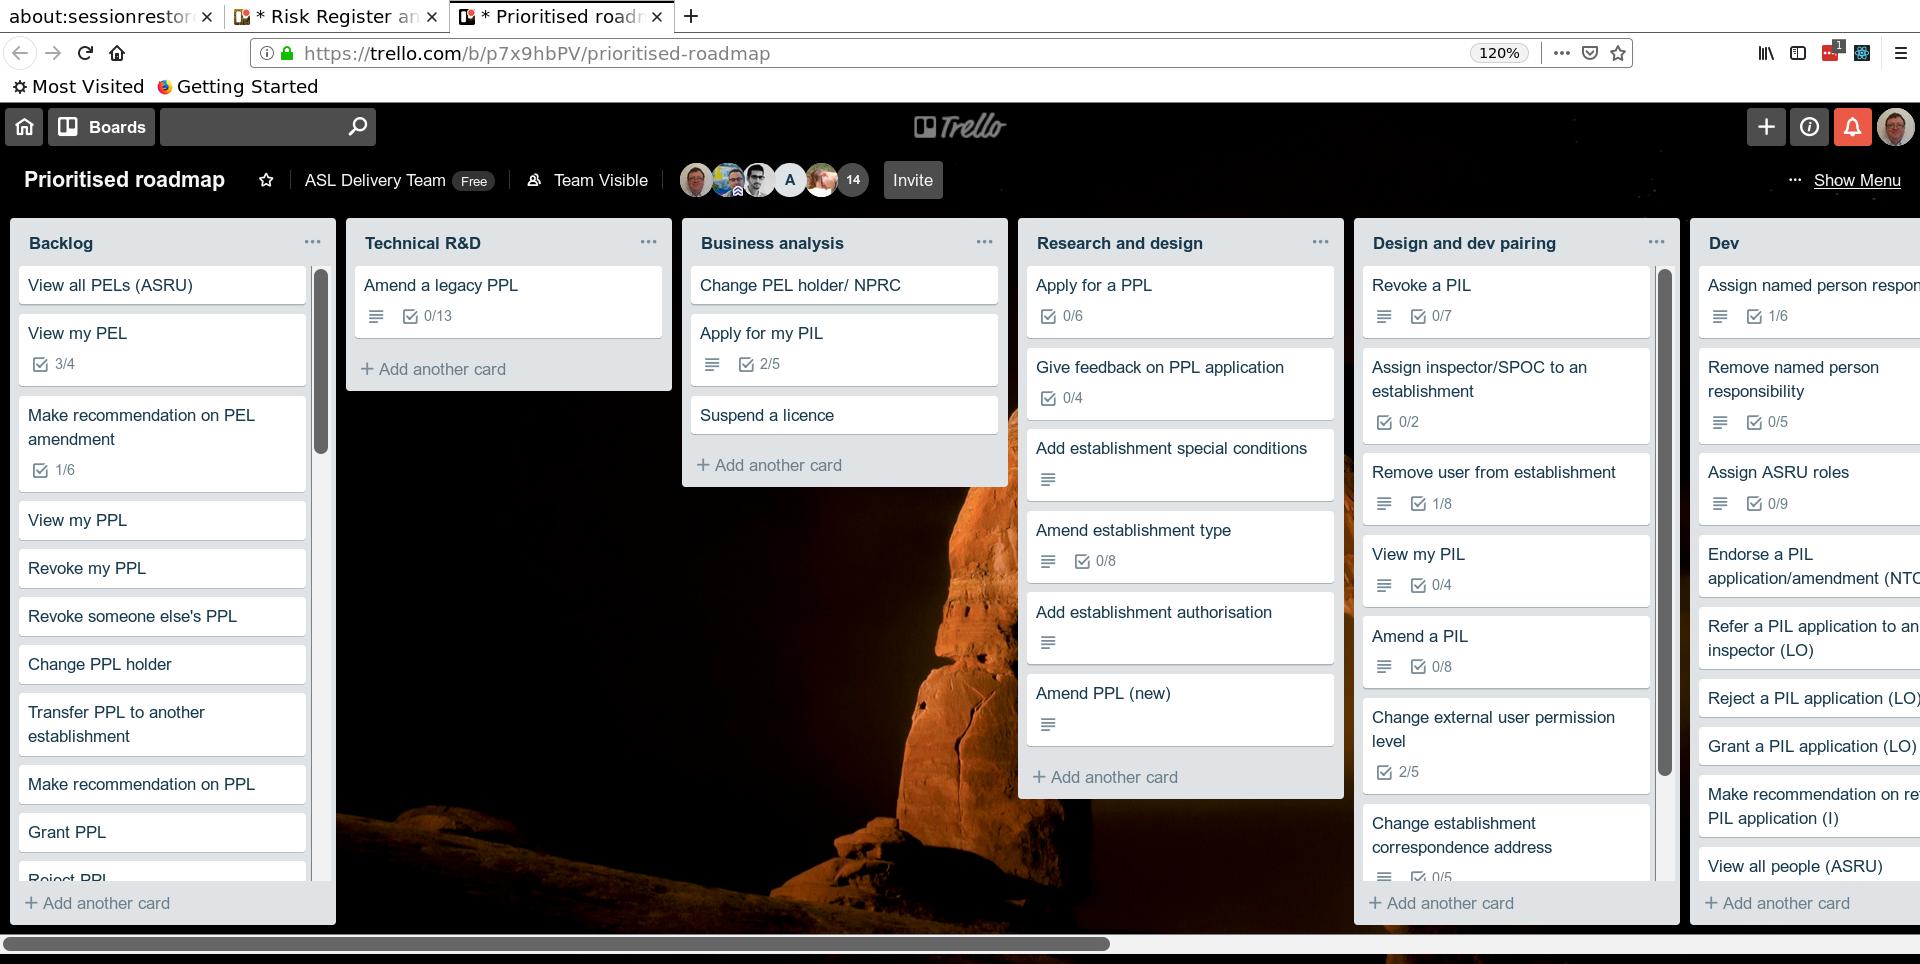 about:sessionrestor
* Risk Register an
* Prioritised roadm
https://trello.com/b/p7x9hbPV/prioritised-roadmap
120%
1
Most Visited
Getting Started
Boards
Trello
Prioritised roadmap
ASL Delivery Team
Free
Team Visible
A
14
Invite
Show Menu
Backlog
View all PELs (ASRU)
View my PEL
3/4
Make recommendation on PEL
amendment
1/6
View my PPL
Revoke my PPL
Revoke someone else's PPL
Change PPL holder
Transfer PPL to another
establishment
Make recommendation on PPL
Grant PPL
Reject PPL
+ Add another card
Technical R&D
Amend a legacy PPL
0/13
+ Add another card
Business analysis
Change PEL holder/ NPRC
Apply for my PIL
2/5
Suspend a licence
+ Add another card
Research and design
Apply for a PPL
0/6
Give feedback on PPL application
0/4
Add establishment special conditions
Amend establishment type
0/8
Add establishment authorisation
Amend PPL (new)
+ Add another card
Design and dev pairing
Revoke a PIL
0/7
Assign inspector/SPOC to an
establishment
0/2
Remove user from establishment
1/8
View my PIL
0/4
Amend a PIL
0/8
Change external user permission
level
2/5
Change establishment
correspondence address
0/5
+ Add another card
Dev
Assign named person respon
1/6
Remove named person
responsibility
0/5
Assign ASRU roles
0/9
Endorse a PIL
application/amendment (NTC
Refer a PIL application to an
inspector (LO)
Reject a PIL application (LO)
Grant a PIL application (LO)
Make recommendation on re
PIL application (I)
View all people (ASRU)
+ Add another card